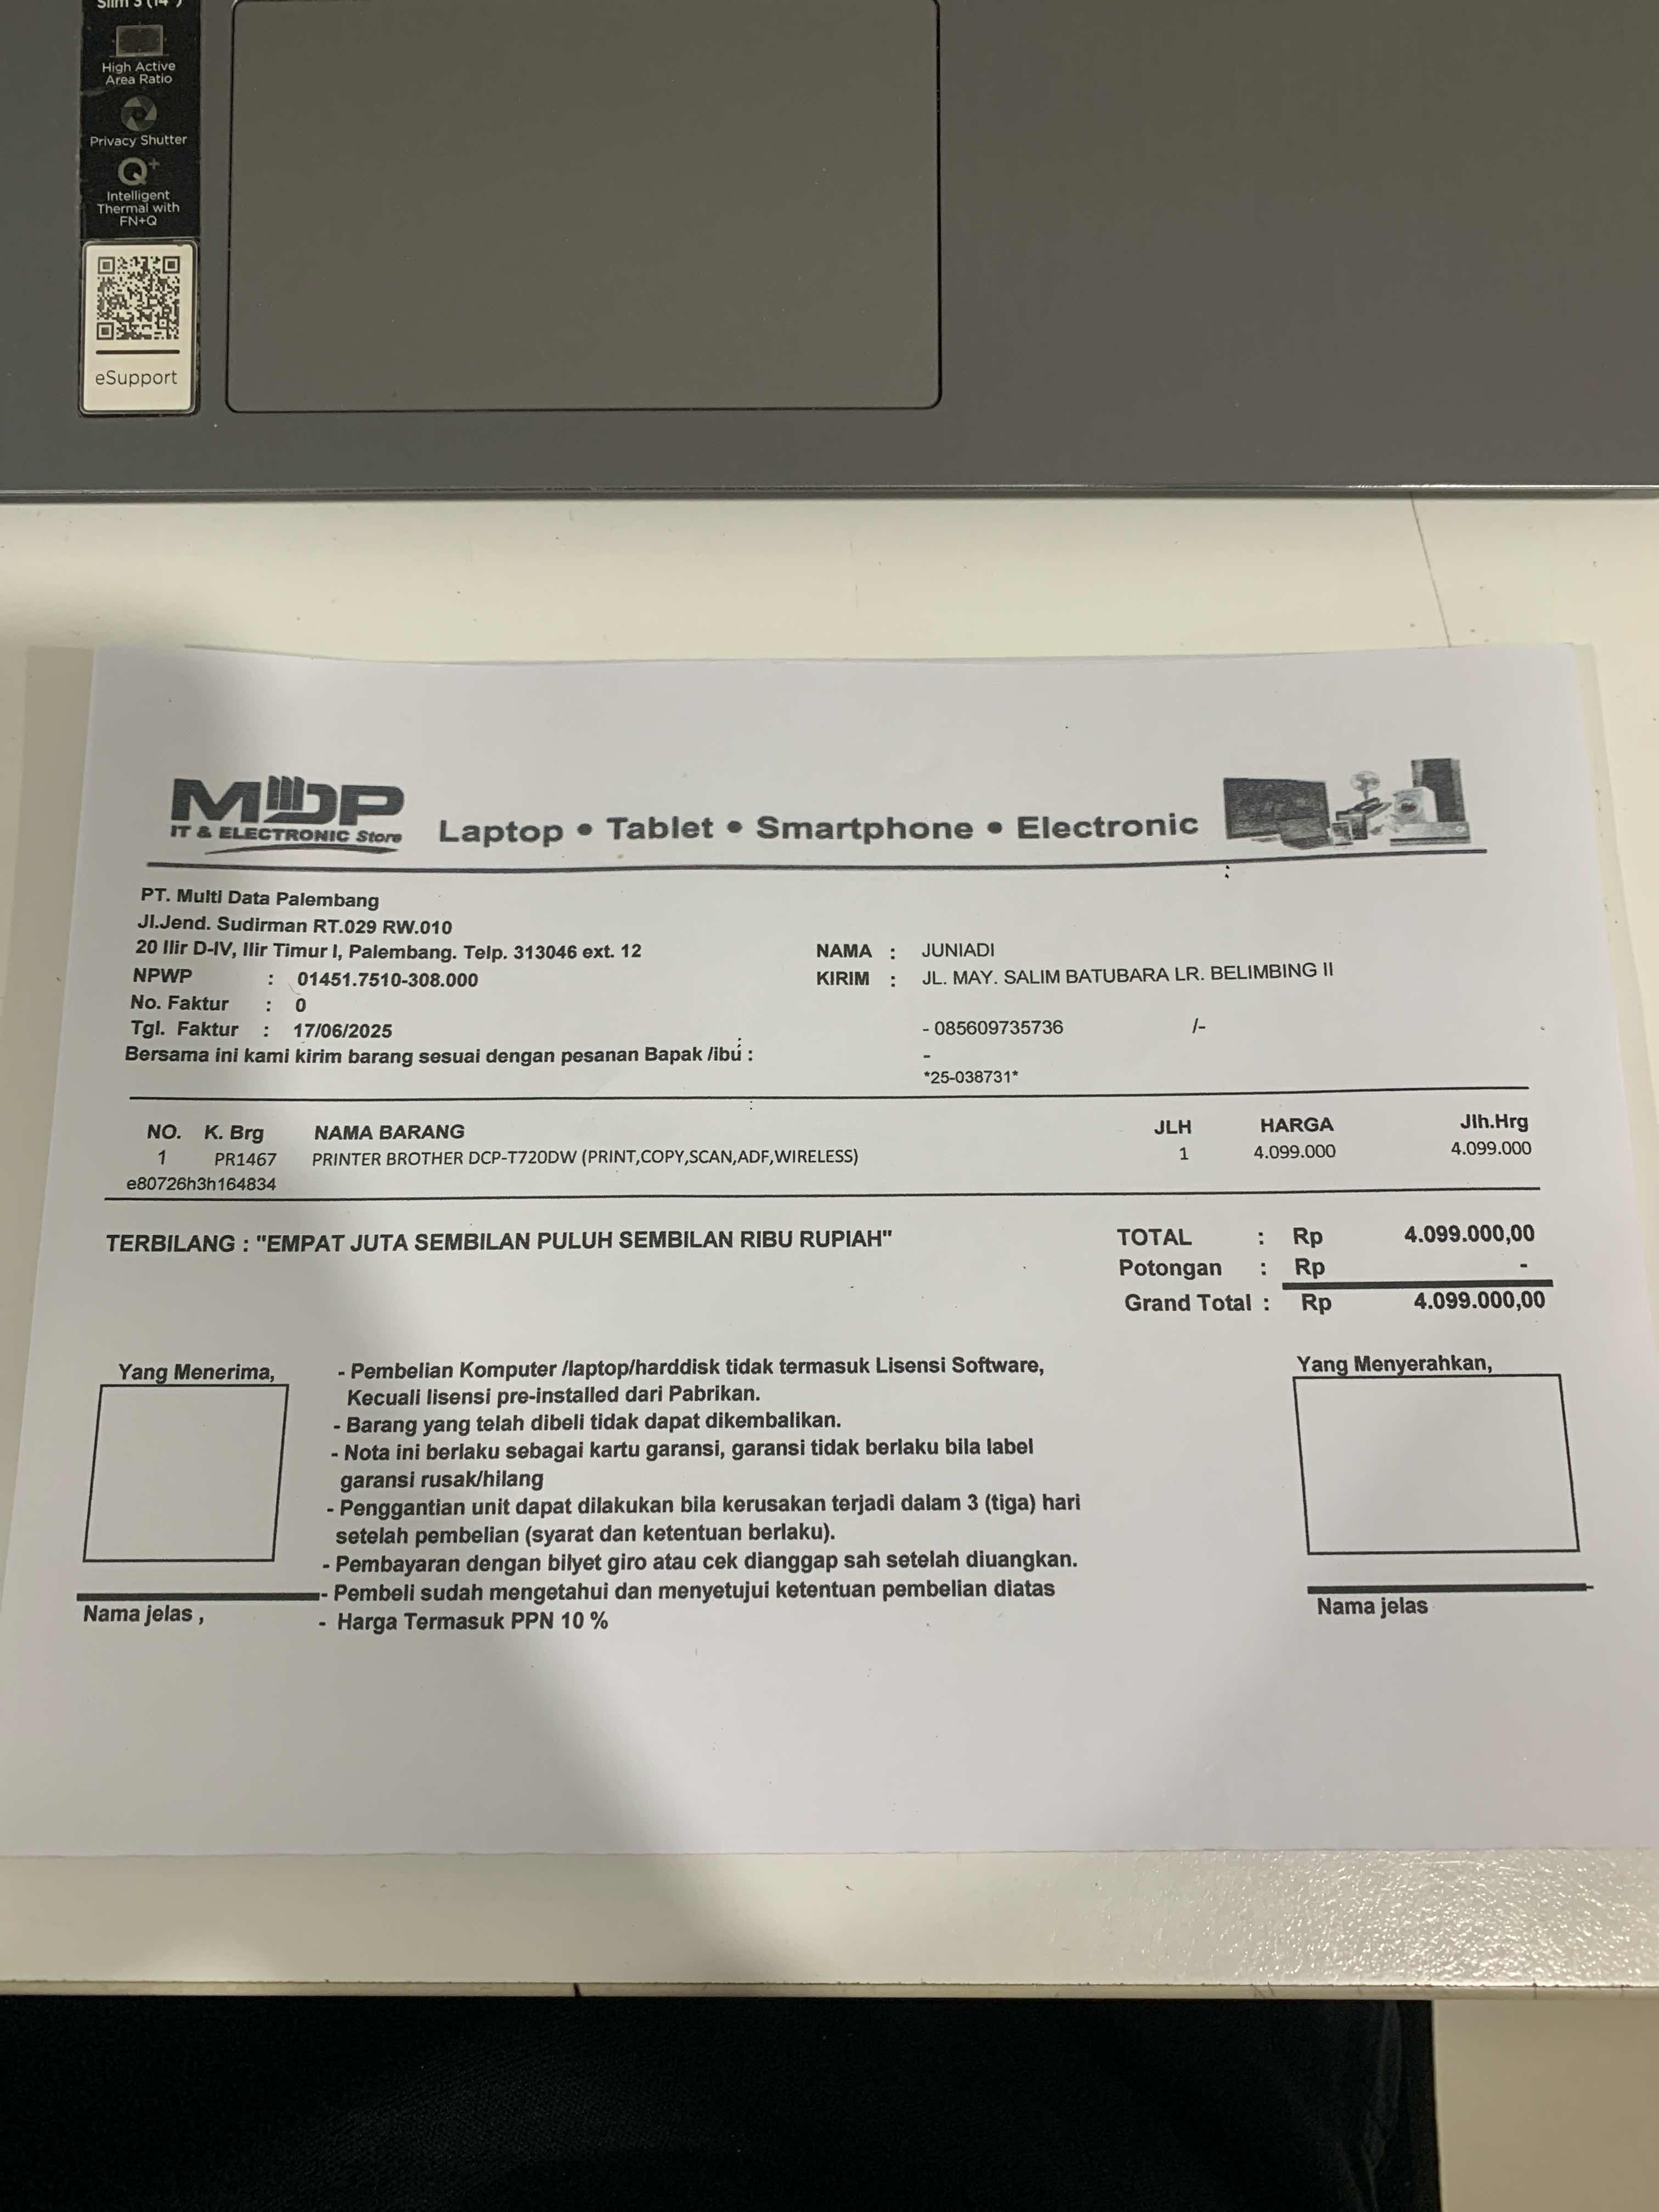 Slim 3 (14")
High Active
Area Ratio
Privacy Shutter
Q+
Intelligent
Thermal with
FN+Q
eSupport
MDP
IT & ELECTRONIC Store
Laptop • Tablet • Smartphone • Electronic
PT. Multi Data Palembang
Jl.Jend. Sudirman RT.029 RW.010
20 Ilir D-IV, Ilir Timur I, Palembang. Telp. 313046 ext. 12
NPWP : 01451.7510-308.000
No. Faktur : 0
Tgl. Faktur : 17/06/2025
Bersama ini kami kirim barang sesuai dengan pesanan Bapak /ibu :
NAMA : JUNIADI
KIRIM : JL. MAY. SALIM BATUBARA LR. BELIMBING II
- 085609735736 /-
-
*25-038731*
NO. K. Brg NAMA BARANG JLH HARGA Jlh.Hrg
1 PR1467 PRINTER BROTHER DCP-T720DW (PRINT,COPY,SCAN,ADF,WIRELESS) 1 4.099.000 4.099.000
e80726h3h164834
TERBILANG : "EMPAT JUTA SEMBILAN PULUH SEMBILAN RIBU RUPIAH"
TOTAL : Rp 4.099.000,00
Potongan : Rp -
Grand Total : Rp 4.099.000,00
Yang Menerima,
- Pembelian Komputer /laptop/harddisk tidak termasuk Lisensi Software,
Kecuali lisensi pre-installed dari Pabrikan.
- Barang yang telah dibeli tidak dapat dikembalikan.
- Nota ini berlaku sebagai kartu garansi, garansi tidak berlaku bila label
garansi rusak/hilang
- Penggantian unit dapat dilakukan bila kerusakan terjadi dalam 3 (tiga) hari
setelah pembelian (syarat dan ketentuan berlaku).
- Pembayaran dengan bilyet giro atau cek dianggap sah setelah diuangkan.
- Pembeli sudah mengetahui dan menyetujui ketentuan pembelian diatas
- Harga Termasuk PPN 10 %
Nama jelas ,
Yang Menyerahkan,
Nama jelas